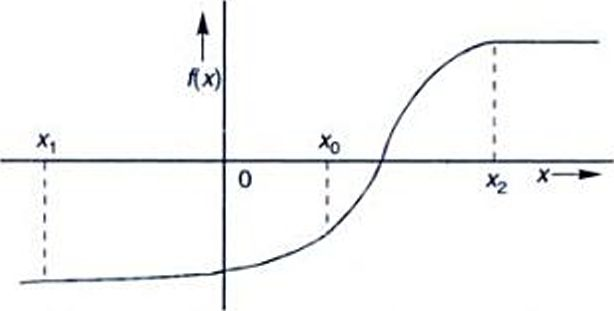 f(x)
x₁
x₀
0
x₂
x